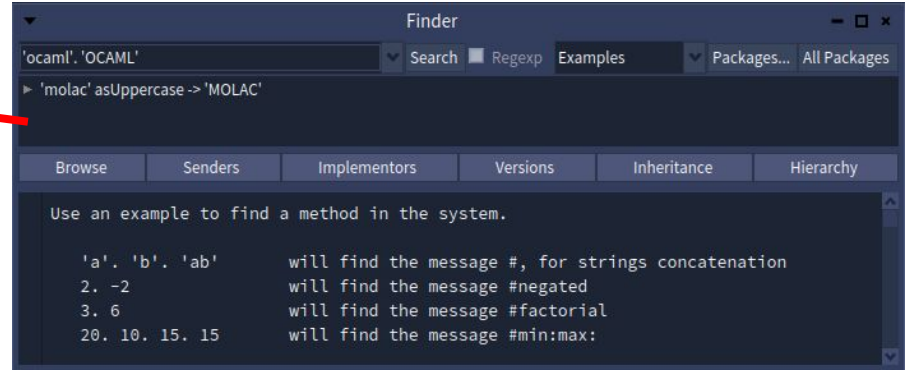 Finder
'ocaml'. 'OCAML' Search Regexp Examples Packages... All Packages
'molac' asUppercase -> 'MOLAC'
Browse Senders Implementors Versions Inheritance Hierarchy
Use an example to find a method in the system.
'a'. 'b'. 'ab' will find the message #, for strings concatenation
2. -2 will find the message #negated
3. 6 will find the message #factorial
20. 10. 15. 15 will find the message #min:max: